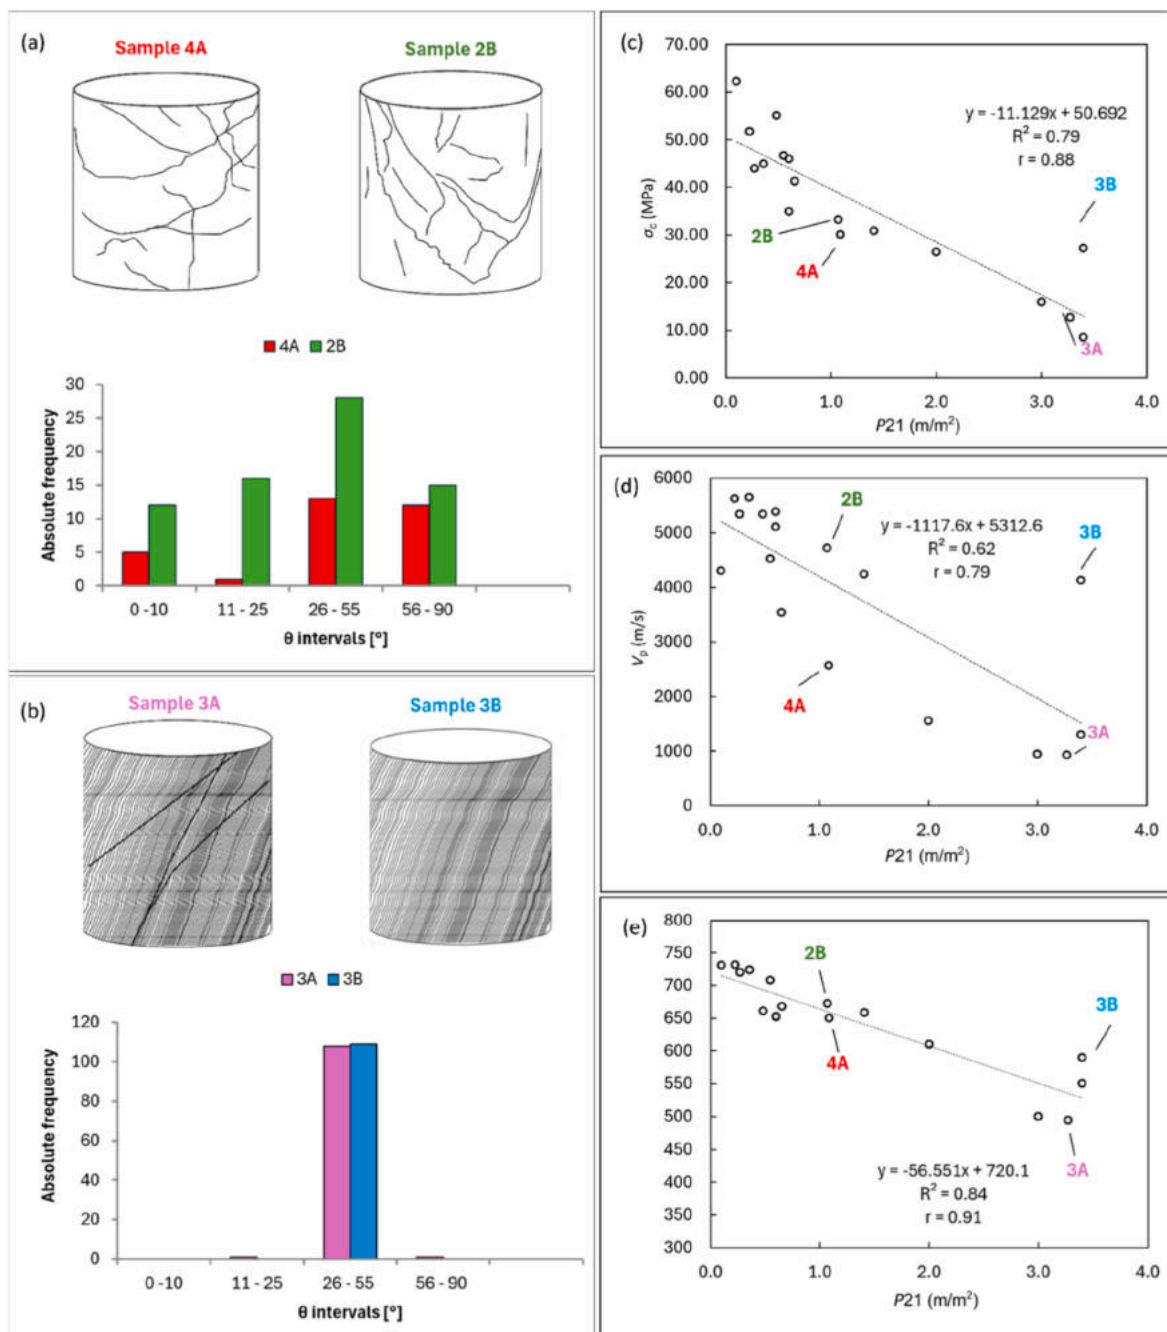 (a)
Sample 4A
Sample 2B
4A 2B
Absolute frequency
30
25
20
15
10
5
0
0 -10
11 - 25
26 - 55
56 - 90
θ intervals [°]
(b)
Sample 3A
Sample 3B
3A 3B
Absolute frequency
120
100
80
60
40
20
0
0 -10
11 - 25
26 - 55
56 - 90
θ intervals [°]
(c)
70.00
60.00
50.00
40.00
30.00
20.00
10.00
0.00
σc (MPa)
y = -11.129x + 50.692
R² = 0.79
r = 0.88
3B
2B
4A
3A
0.0
1.0
2.0
3.0
4.0
P21 (m/m²)
(d)
6000
5000
4000
3000
2000
1000
0
Vp (m/s)
2B
y = -1117.6x + 5312.6
R² = 0.62
r = 0.79
3B
4A
3A
0.0
1.0
2.0
3.0
4.0
P21 (m/m²)
(e)
800
750
700
650
600
550
500
450
400
350
300
2B
3B
4A
3A
y = -56.551x + 720.1
R² = 0.84
r = 0.91
0.0
1.0
2.0
3.0
4.0
P21 (m/m²)